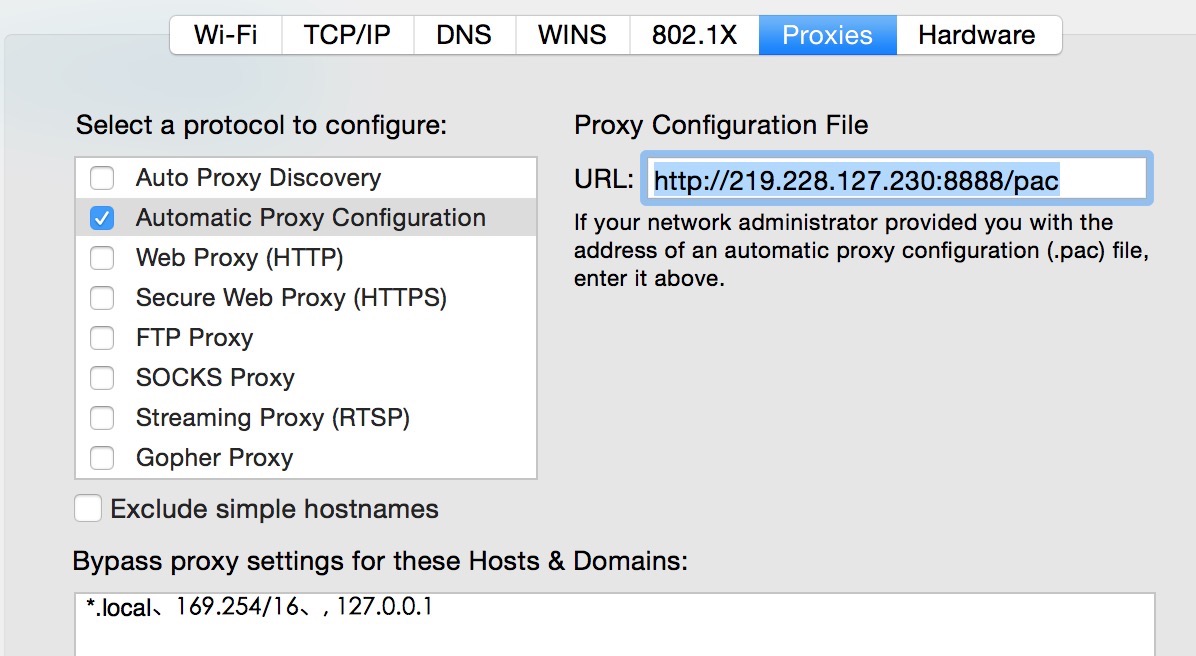 Wi-Fi TCP/IP DNS WINS 802.1X Proxies Hardware
Select a protocol to configure:
Auto Proxy Discovery
Automatic Proxy Configuration
Web Proxy (HTTP)
Secure Web Proxy (HTTPS)
FTP Proxy
SOCKS Proxy
Streaming Proxy (RTSP)
Gopher Proxy
Proxy Configuration File
URL: http://219.228.127.230:8888/pac
If your network administrator provided you with the
address of an automatic proxy configuration (.pac) file,
enter it above.
Exclude simple hostnames
Bypass proxy settings for these Hosts & Domains:
*.local、169.254/16、, 127.0.0.1